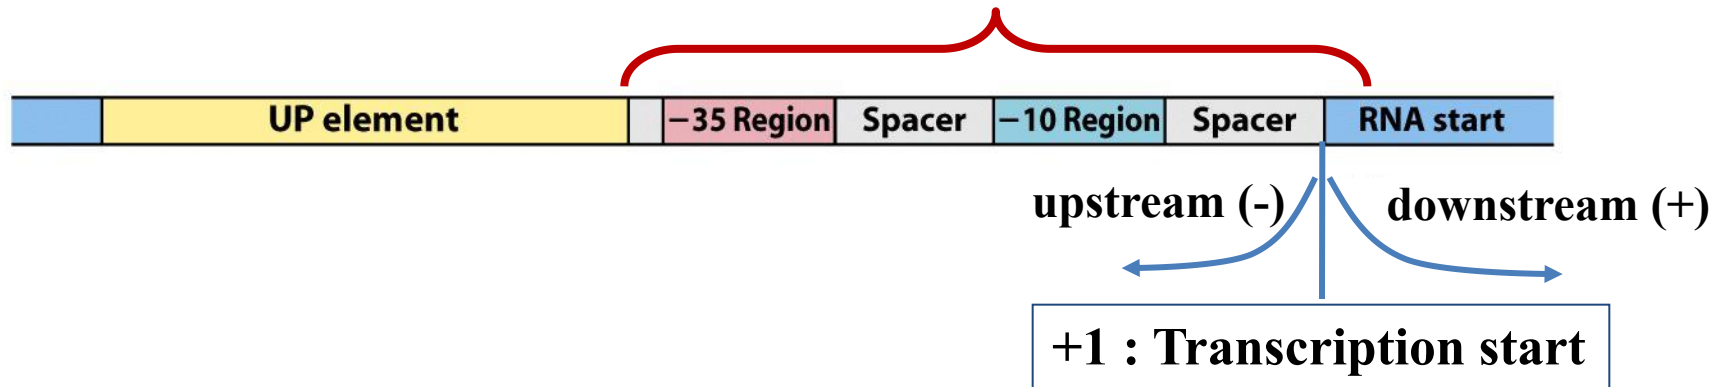 UP element −35 Region Spacer −10 Region Spacer RNA start
upstream (-) downstream (+)
+1 : Transcription start